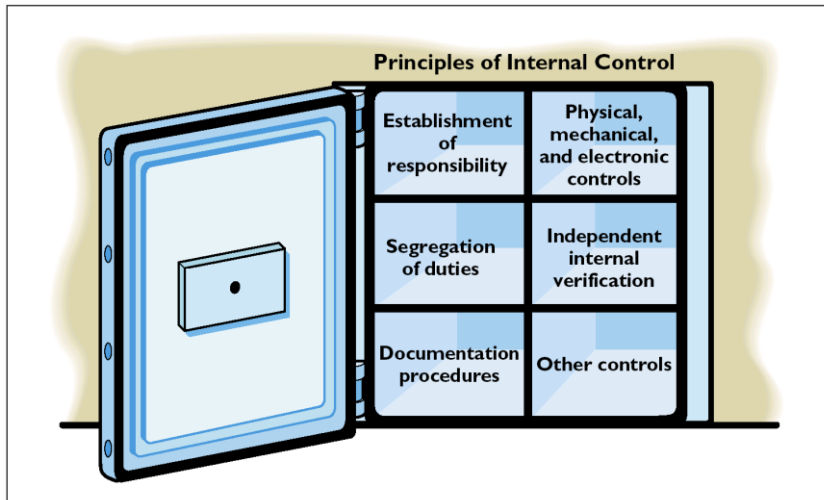 Principles of Internal Control
Establishment
of
responsibility
Physical,
mechanical,
and electronic
controls
Segregation
of duties
Independent
internal
verification
Documentation
procedures
Other controls